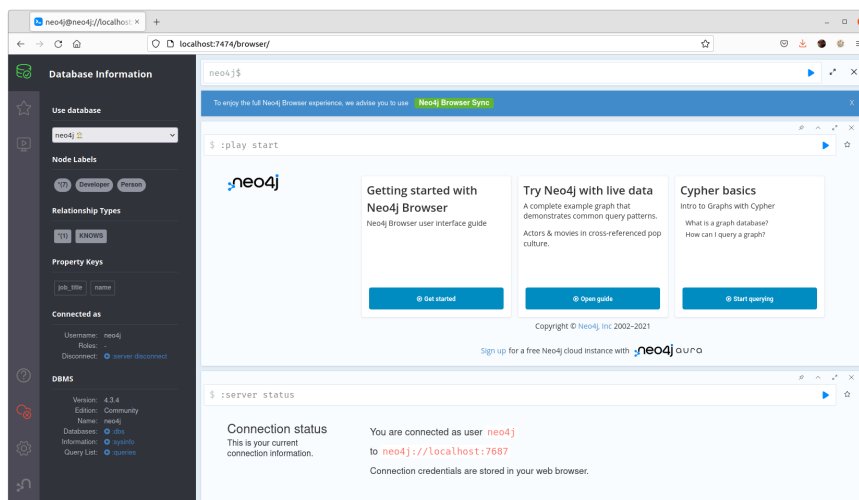 neo4j@neo4j://localhost:
localhost:7474/browser/
Database Information
Use database
neo4j
Node Labels
*(7) Developer Person
Relationship Types
*(1) KNOWS
Property Keys
job_title name
Connected as
Username: neo4j
Roles: -
Disconnect: :server disconnect
DBMS
Version: 4.3.4
Edition: Community
Name: neo4j
Databases: :dbs
Information: :sysinfo
Query List: :queries
neo4j$
To enjoy the full Neo4j Browser experience, we advise you to use Neo4j Browser Sync
X
$ :play start
neo4j
Getting started with
Neo4j Browser
Neo4j Browser user interface guide
Get started
Try Neo4j with live data
A complete example graph that
demonstrates common query patterns.
Actors & movies in cross-referenced pop
culture.
Open guide
Cypher basics
Intro to Graphs with Cypher
What is a graph database?
How can I query a graph?
Start querying
Copyright © Neo4j, Inc 2002–2021
Sign up for a free Neo4j cloud instance with neo4j aura
$ :server status
Connection status
This is your current
connection information.
You are connected as user neo4j
to neo4j://localhost:7687
Connection credentials are stored in your web browser.